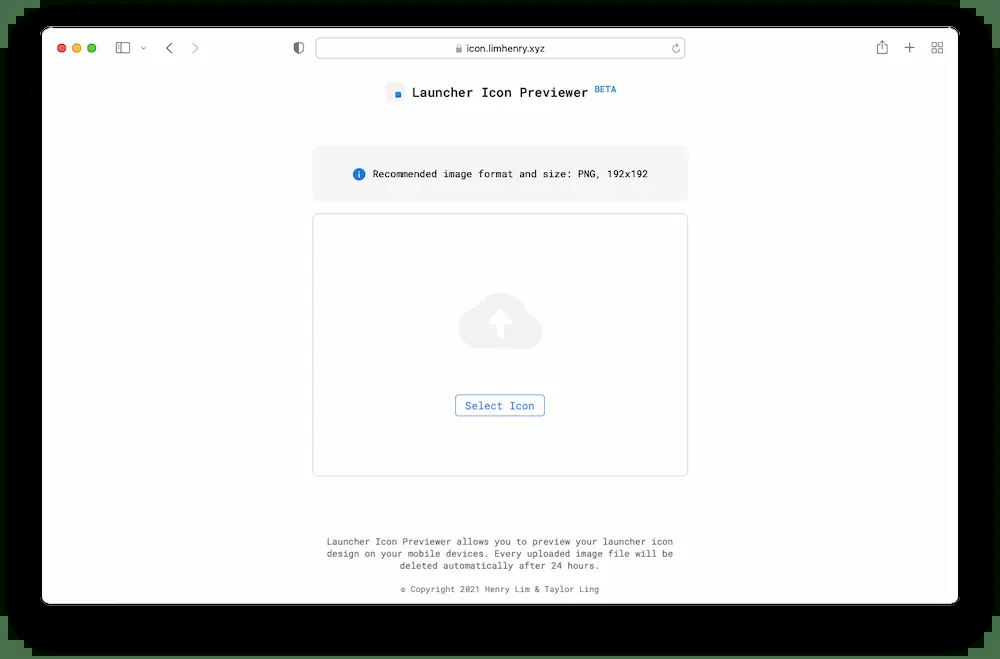 icon.limhenry.xyz
Launcher Icon Previewer BETA
Recommended image format and size: PNG, 192x192
Select Icon
Launcher Icon Previewer allows you to preview your launcher icon
design on your mobile devices. Every uploaded image file will be
deleted automatically after 24 hours.
© Copyright 2021 Henry Lim & Taylor Ling